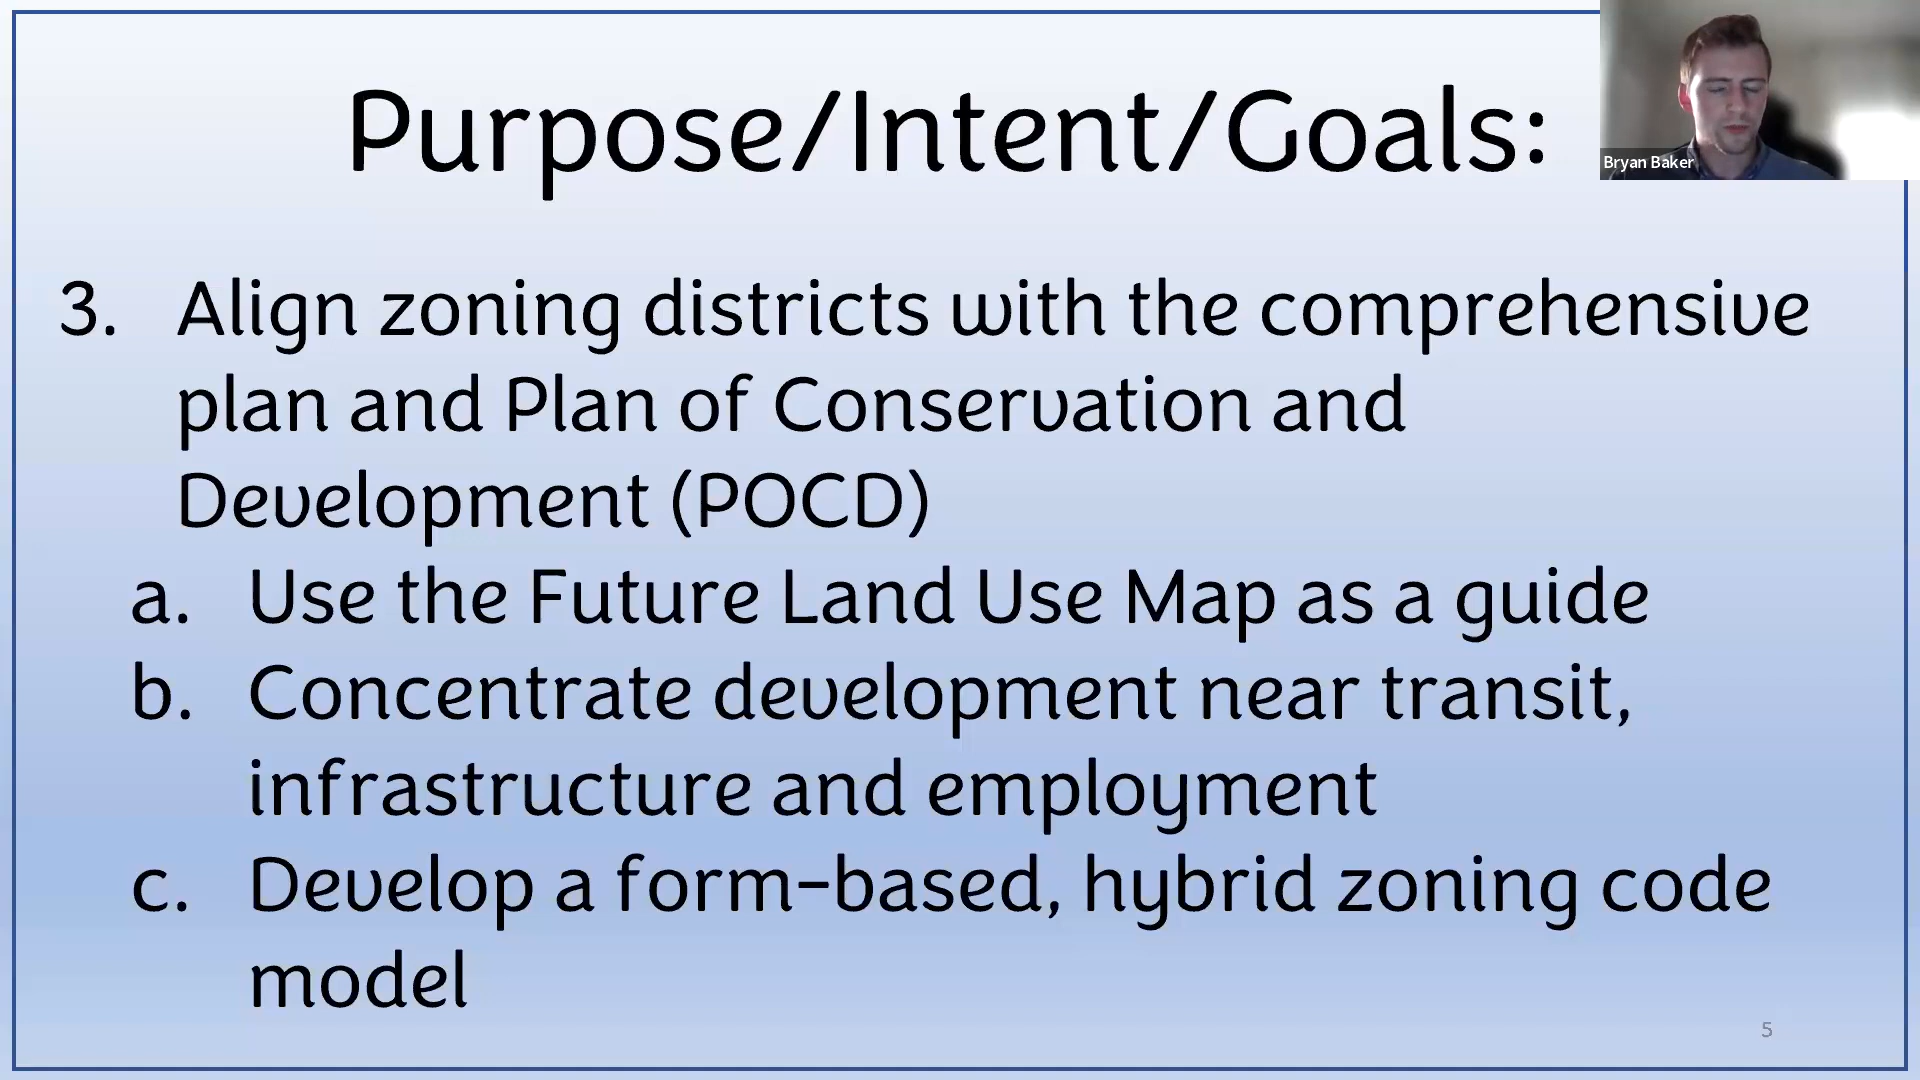 Purpose/Intent/Goals:
Bryan Baker
3. Align zoning districts with the comprehensive
plan and Plan of Conservation and
Development (POCD)
a. Use the Future Land Use Map as a guide
b. Concentrate development near transit,
infrastructure and employment
c. Develop a form-based, hybrid zoning code
model
5